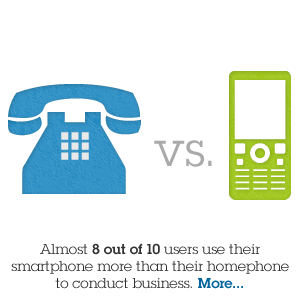 VS.
Almost 8 out of 10 users use their
smartphone more than their homephone
to conduct business. More...